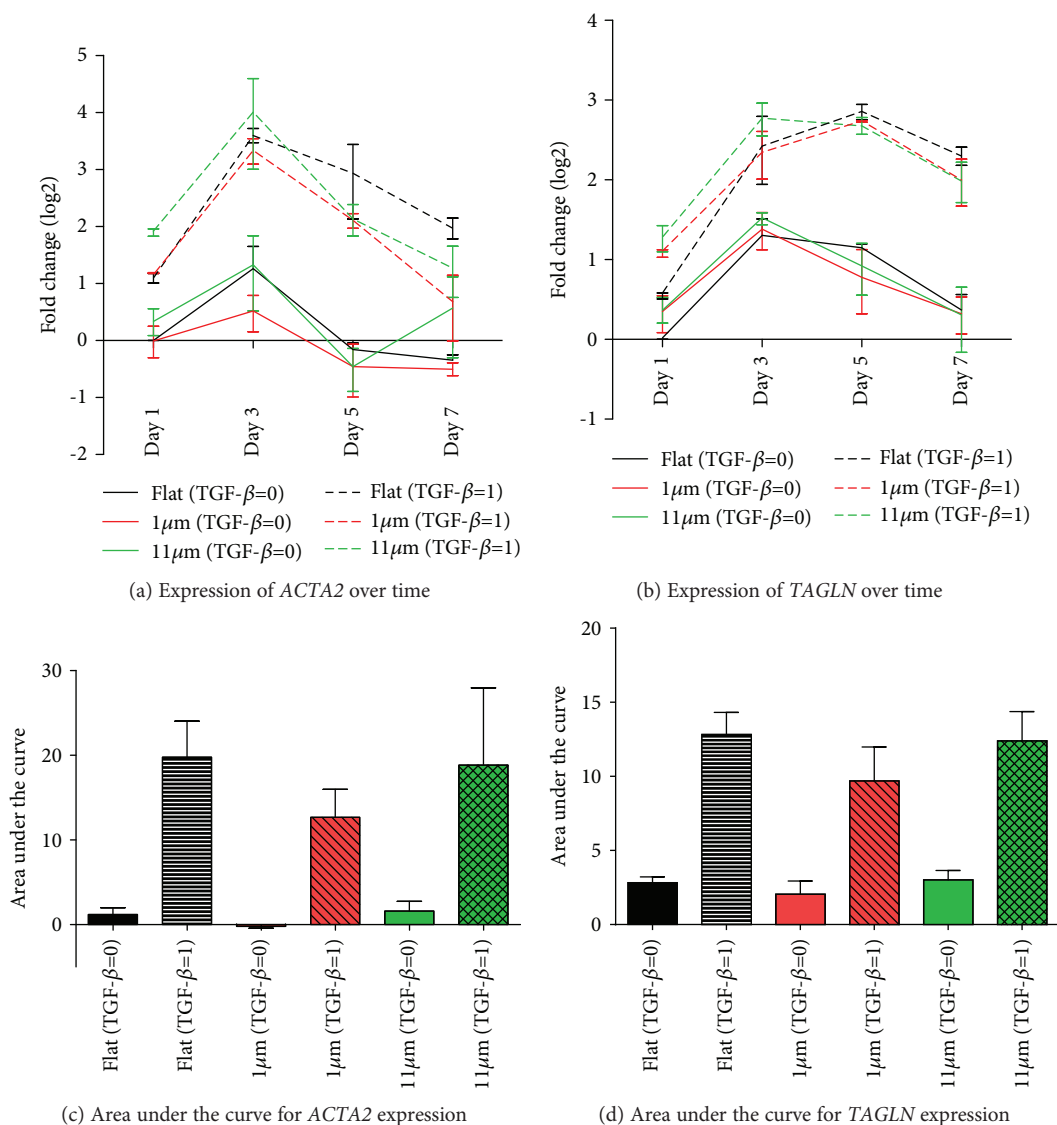 5
4
3
2
1
0
-1
-2
Fold change (log2)
Day 1
Day 3
Day 5
Day 7
Flat (TGF-β=0)
Flat (TGF-β=1)
1μm (TGF-β=0)
1μm (TGF-β=1)
11μm (TGF-β=0)
11μm (TGF-β=1)
(a) Expression of ACTA2 over time
4
3
2
1
0
-1
Fold change (log2)
Day 1
Day 3
Day 5
Day 7
Flat (TGF-β=0)
Flat (TGF-β=1)
1μm (TGF-β=0)
1μm (TGF-β=1)
11μm (TGF-β=0)
11μm (TGF-β=1)
(b) Expression of TAGLN over time
30
20
10
0
Area under the curve
Flat (TGF-β=0)
Flat (TGF-β=1)
1μm (TGF-β=0)
1μm (TGF-β=1)
11μm (TGF-β=0)
11μm (TGF-β=1)
(c) Area under the curve for ACTA2 expression
20
15
10
5
0
Area under the curve
Flat (TGF-β=0)
Flat (TGF-β=1)
1μm (TGF-β=0)
1μm (TGF-β=1)
11μm (TGF-β=0)
11μm (TGF-β=1)
(d) Area under the curve for TAGLN expression